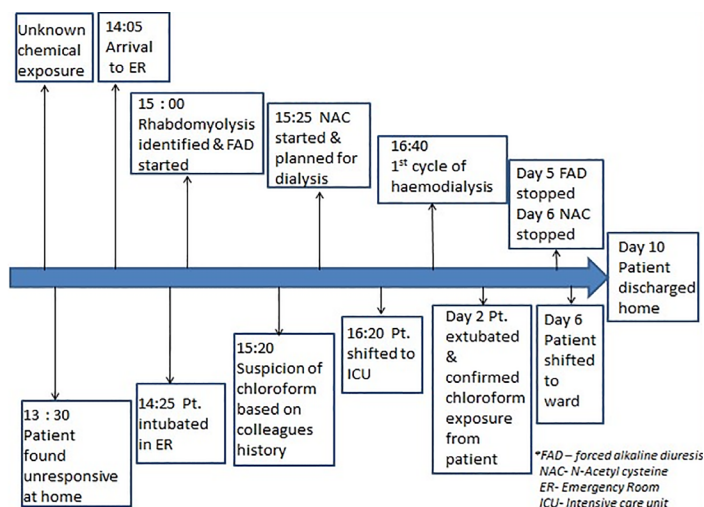 Unknown
chemical
exposure
14:05
Arrival
to ER
15 : 00
Rhabdomyolysis
identified & FAD
started
15:25 NAC
started &
planned for
dialysis
16:40
1st cycle of
haemodialysis
Day 5 FAD
stopped
Day 6 NAC
stopped
Day 10
Patient
discharged
home
13 : 30
Patient
found
unresponsive
at home
14:25 Pt.
intubated
in ER
15:20
Suspicion of
chloroform
based on
colleagues
history
16:20 Pt.
shifted to
ICU
Day 2 Pt.
extubated
&
confirmed
chloroform
exposure
from
patient
Day 6
Patient
shifted
to
ward
*FAD – forced alkaline diuresis
NAC- N-Acetyl cysteine
ER- Emergency Room
ICU- Intensive care unit